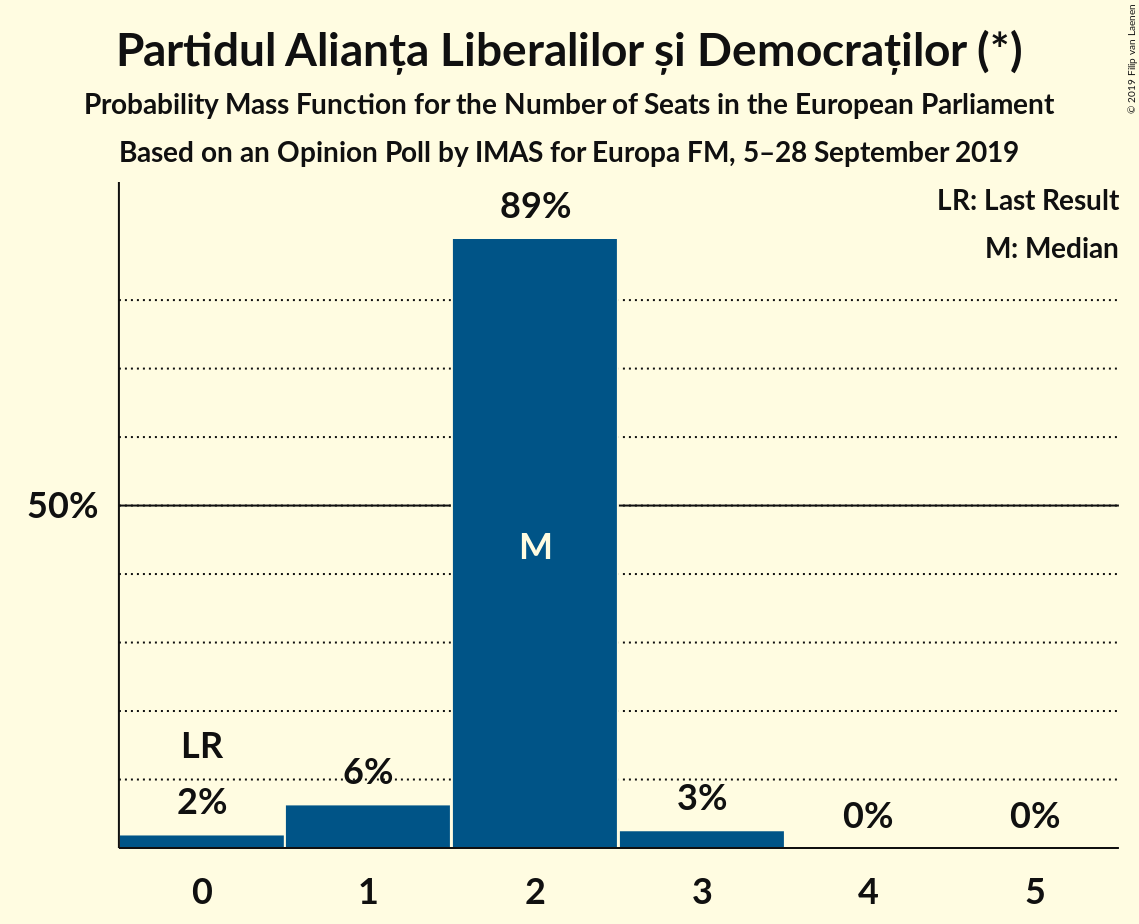 Partidul Alianța Liberalilor și Democraților (*)
Probability Mass Function for the Number of Seats in the European Parliament
Based on an Opinion Poll by IMAS for Europa FM, 5–28 September 2019
© 2019 Filip van Laenen
LR: Last Result
M: Median
89%
50%
M
LR
2%
6%
3%
0%
0%
0 1 2 3 4 5